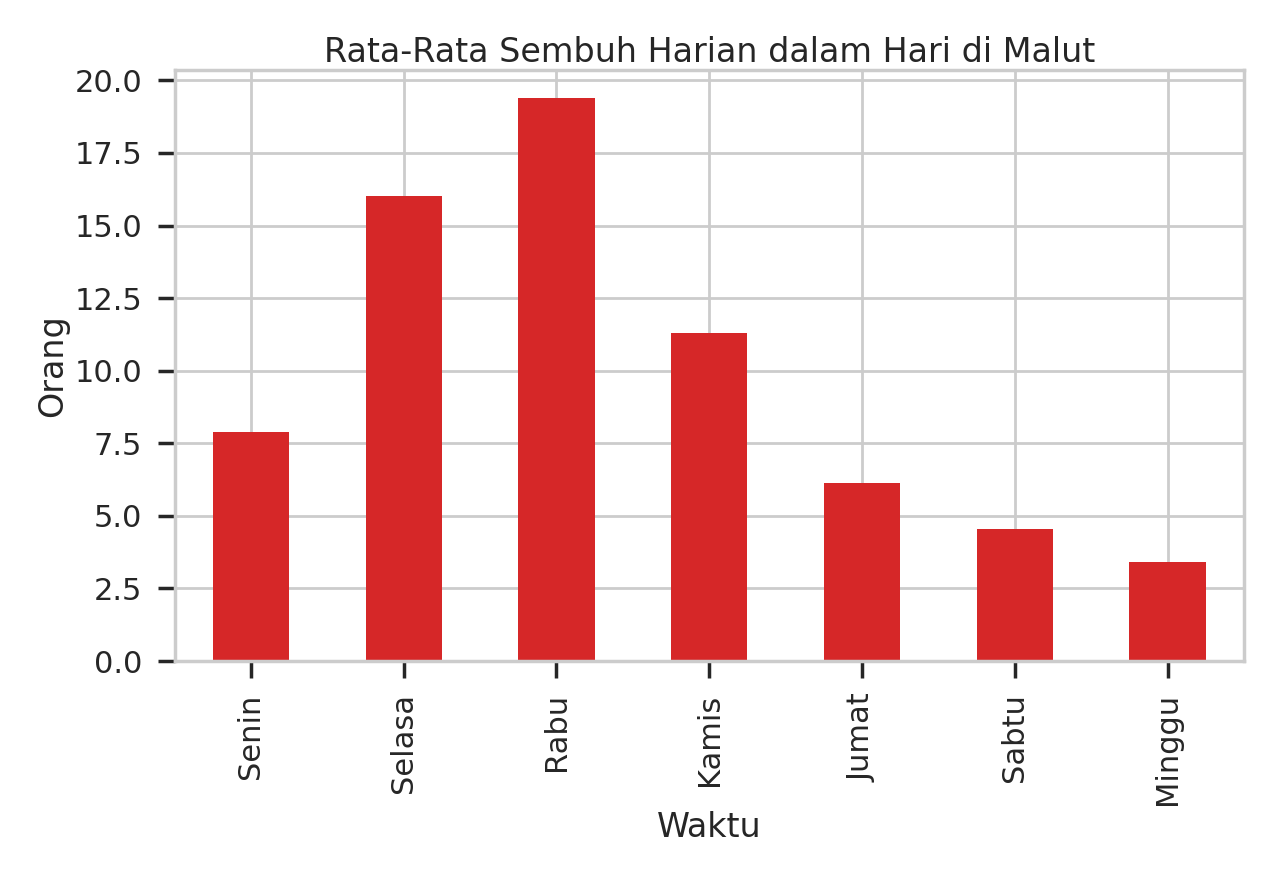 Rata-Rata Sembuh Harian dalam Hari di Malut
20.0
17.5
15.0
12.5
10.0
7.5
5.0
2.5
0.0
Orang
Senin
Selasa
Rabu
Kamis
Jumat
Sabtu
Minggu
Waktu